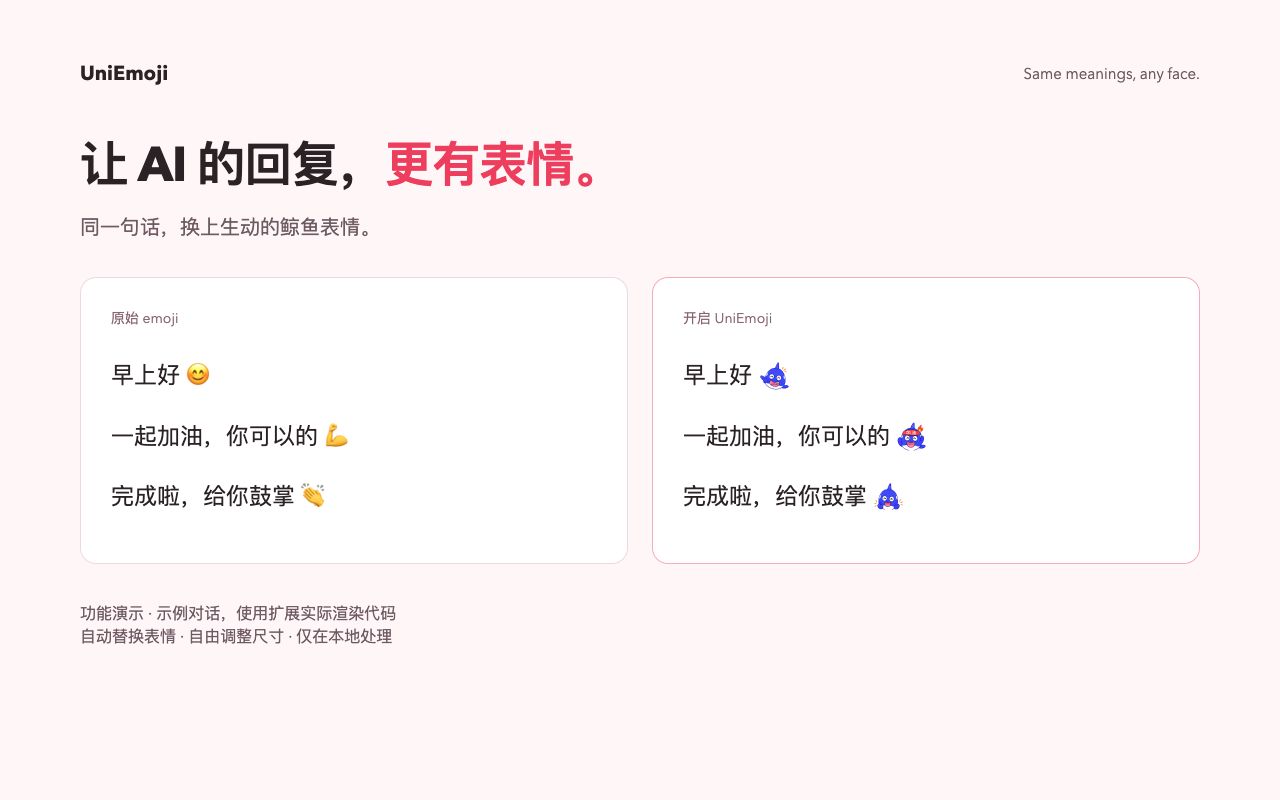 UniEmoji
Same meanings, any face.
让 AI 的回复，更有表情。
同一句话，换上生动的鲸鱼表情。
原始 emoji
早上好 😊
一起加油，你可以的 💪
完成啦，给你鼓掌 👏
开启 UniEmoji
早上好
一起加油，你可以的
完成啦，给你鼓掌
功能演示 · 示例对话，使用扩展实际渲染代码
自动替换表情 · 自由调整尺寸 · 仅在本地处理